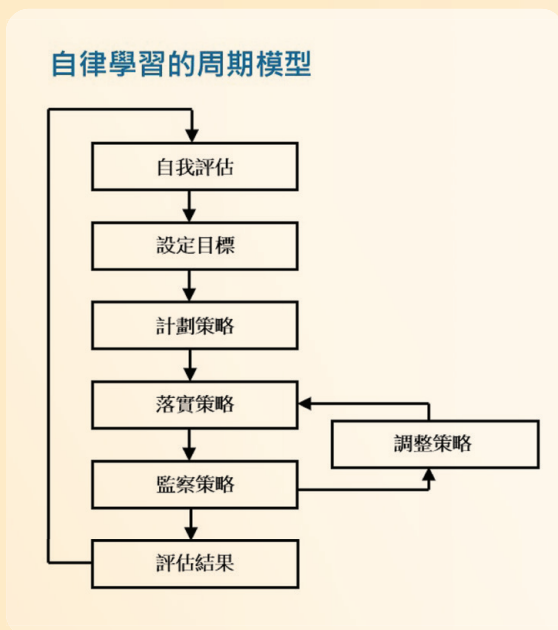 自律學習的周期模型
自我評估
設定目標
計劃策略
落實策略
調整策略
監察策略
評估結果